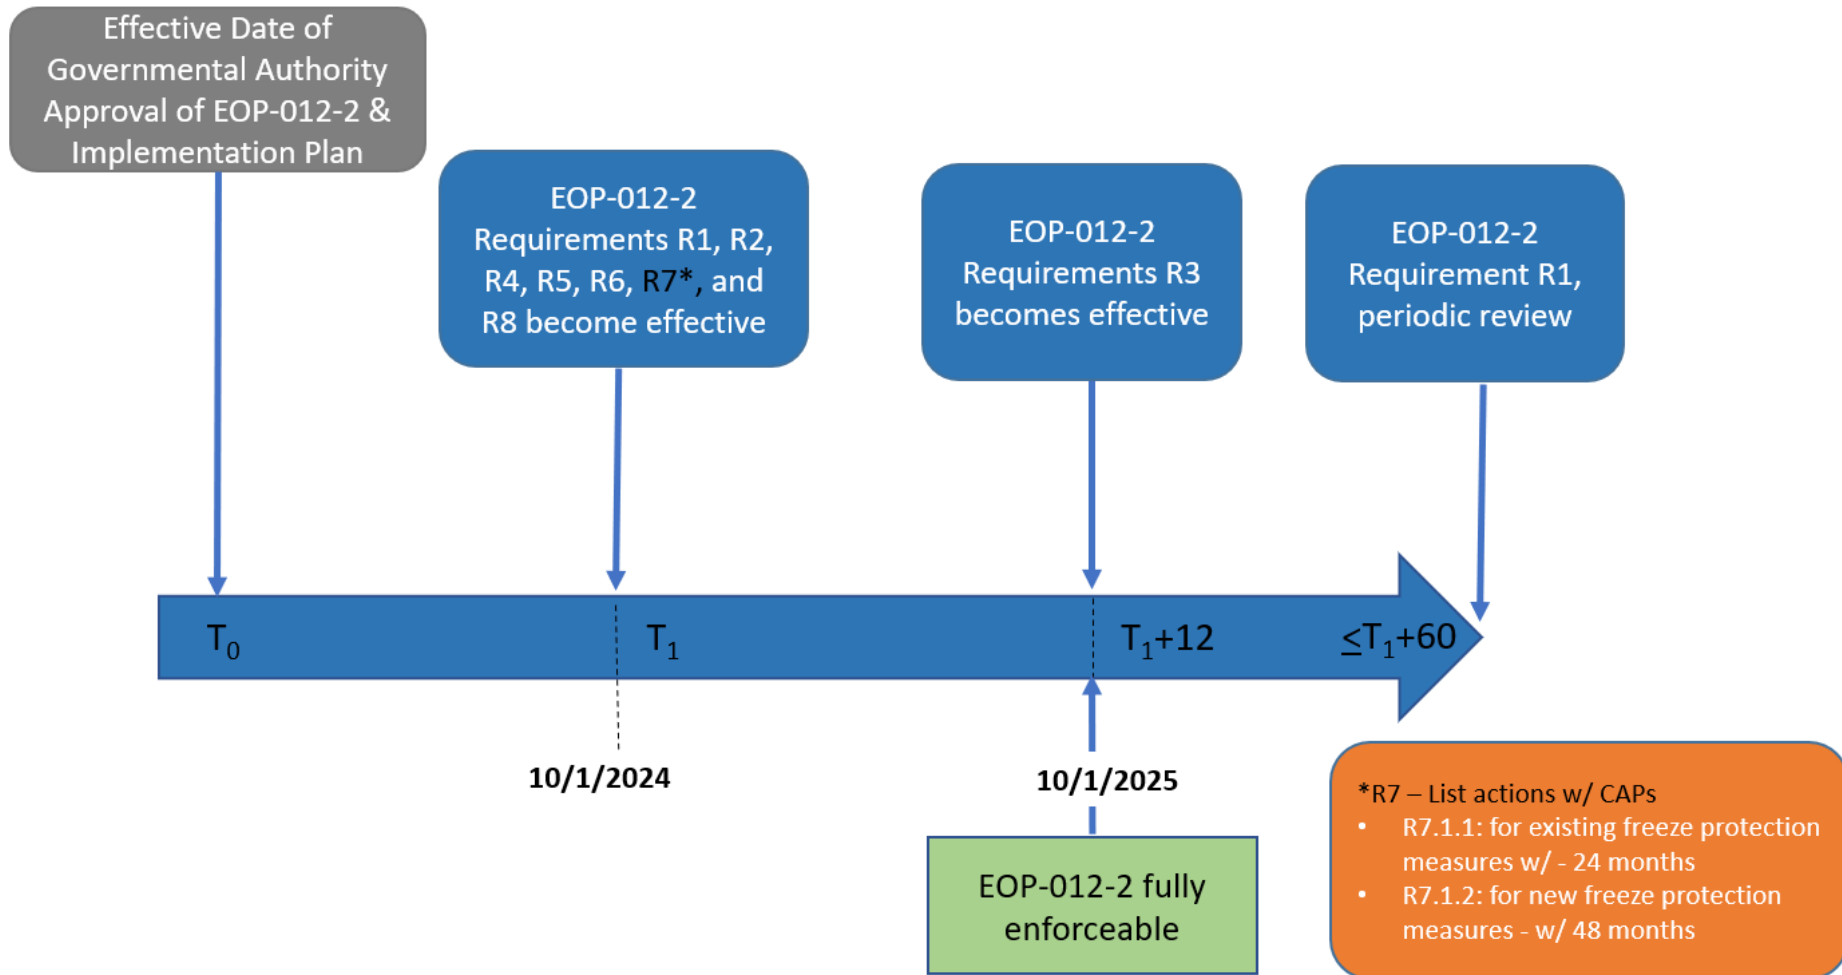 Effective Date of
Governmental Authority
Approval of EOP-012-2 &
Implementation Plan
EOP-012-2
Requirements R1, R2,
R4, R5, R6, R7*, and
R8 become effective
EOP-012-2
Requirements R3
becomes effective
EOP-012-2
Requirement R1,
periodic review
T₀
T₁
T₁+12
≤T₁+60
10/1/2024
10/1/2025
EOP-012-2 fully
enforceable
*R7 – List actions w/ CAPs
• R7.1.1: for existing freeze protection
measures w/ - 24 months
• R7.1.2: for new freeze protection
measures - w/ 48 months